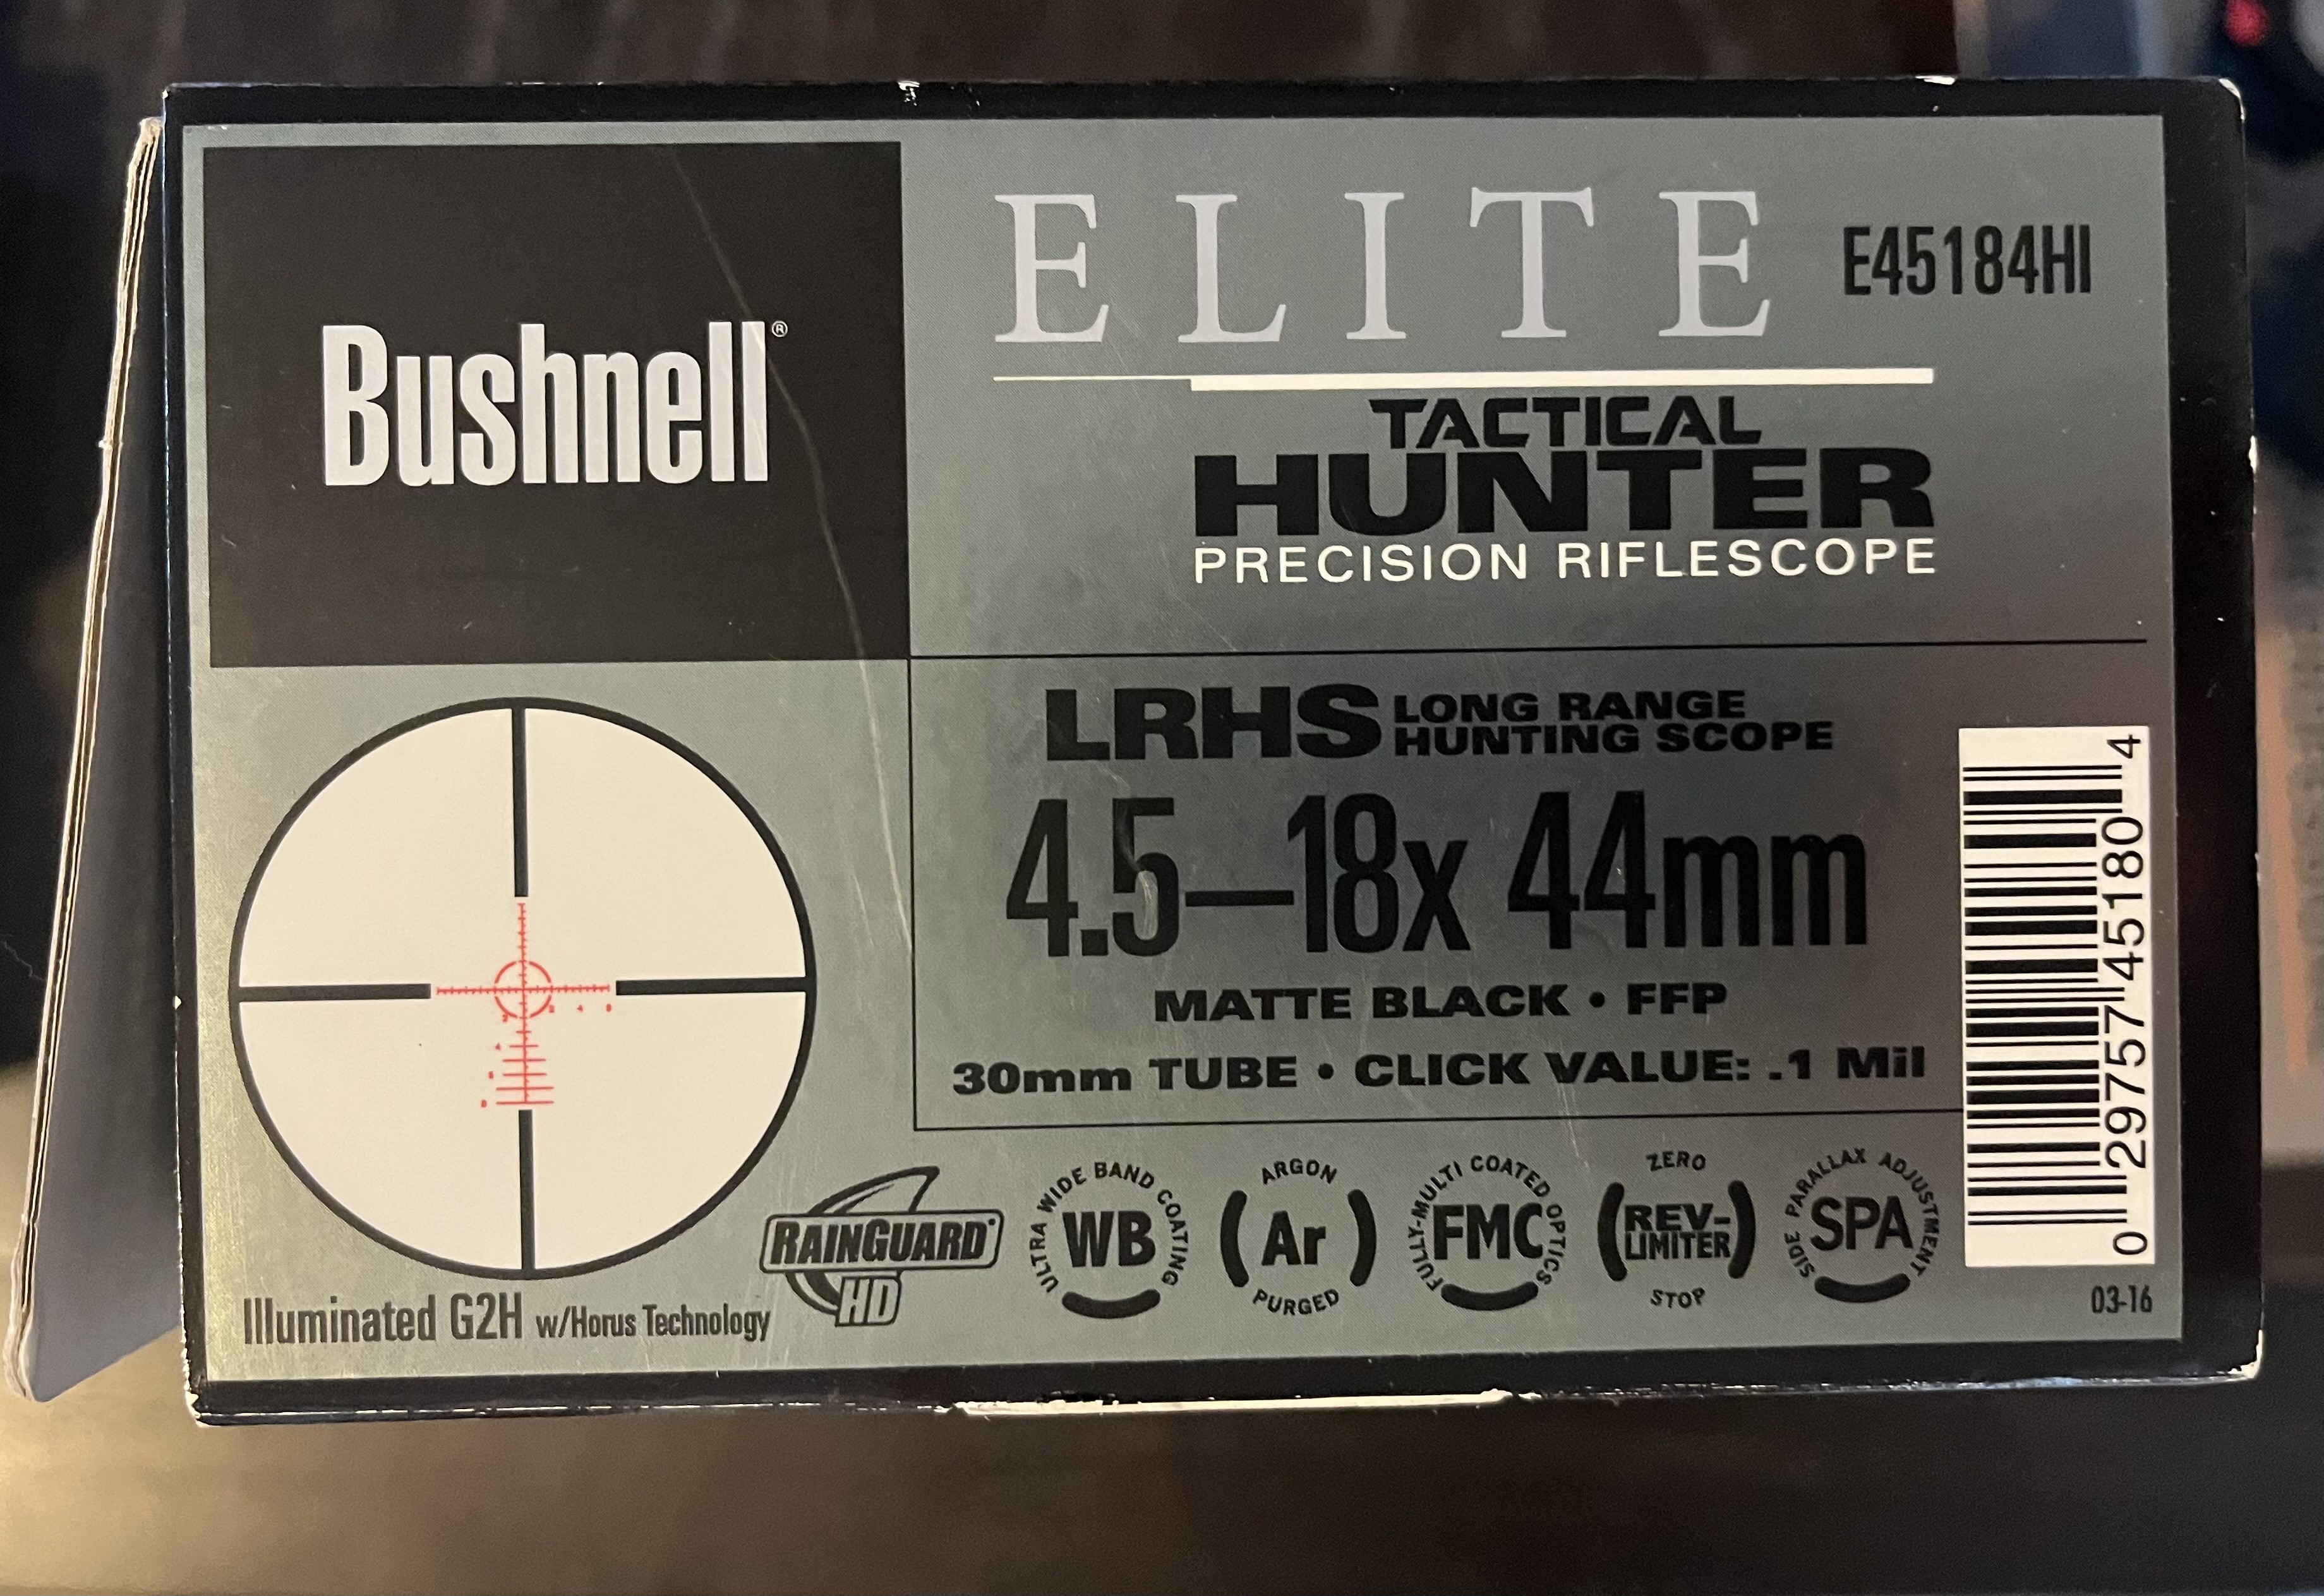 Bushnell®
ELITE
E45184HI
TACTICAL
HUNTER
PRECISION RIFLESCOPE
LRHS LONG RANGE
HUNTING SCOPE
4.5–18x 44mm
MATTE BLACK • FFP
30mm TUBE • CLICK VALUE: .1 Mil
Illuminated G2H w/Horus Technology
RAINGUARD®
HD
ULTRA WIDE BAND COATING
WB
ARGON
Ar
PURGED
FULLY-MULTI COATED OPTICS
FMC
ZERO
REV-
LIMITER
STOP
SIDE PARALLAX ADJUSTMENT
SPA
0 29757 45180 4
03-16